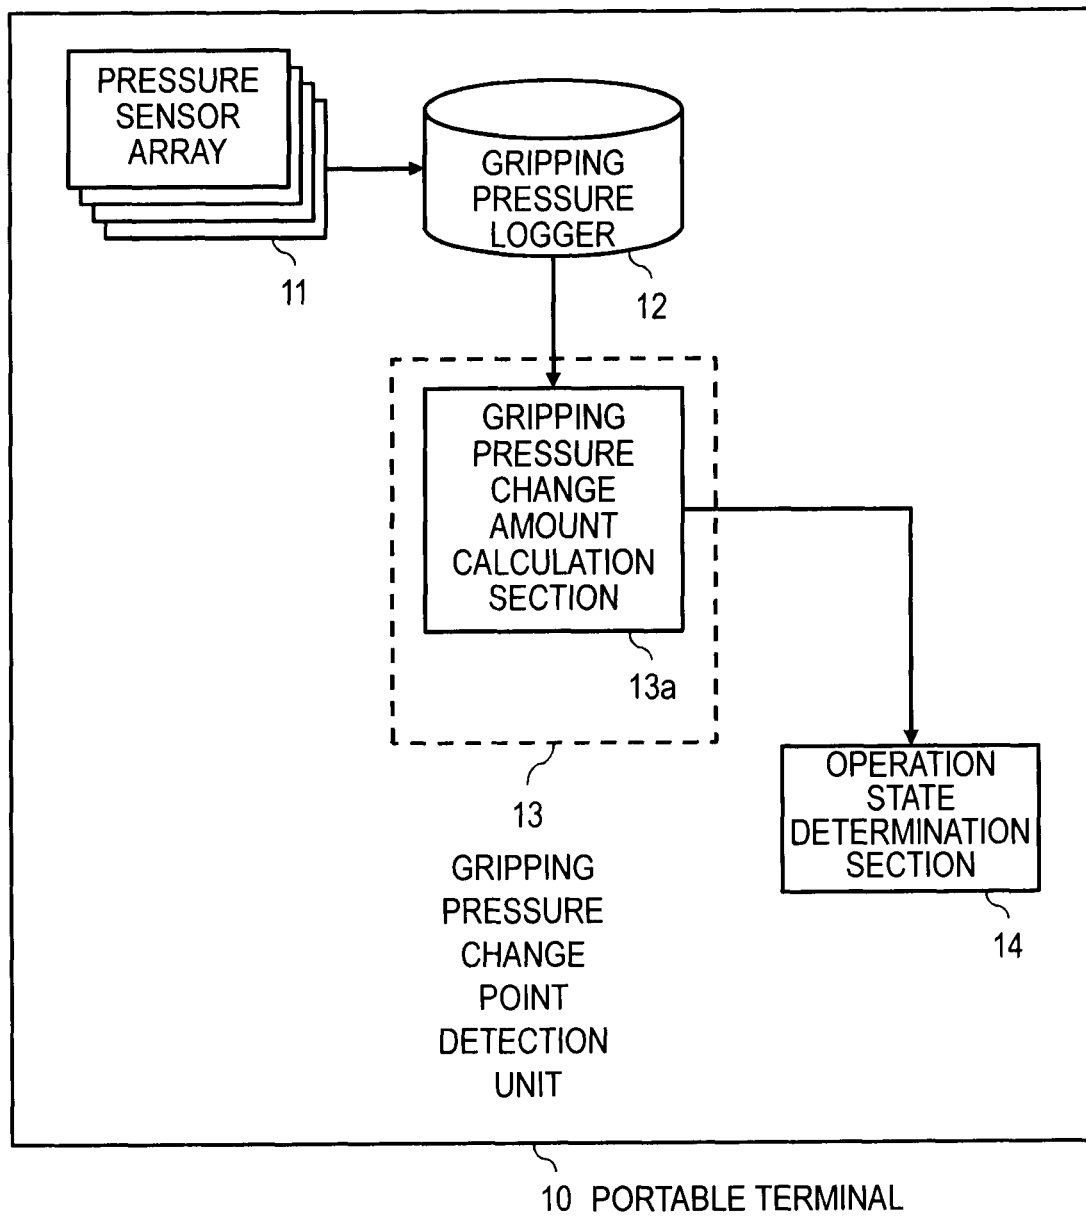 PRESSURE
SENSOR
ARRAY
11
GRIPPING
PRESSURE
LOGGER
12
GRIPPING
PRESSURE
CHANGE
AMOUNT
CALCULATION
SECTION
13a
13
GRIPPING
PRESSURE
CHANGE
POINT
DETECTION
UNIT
OPERATION
STATE
DETERMINATION
SECTION
14
10 PORTABLE TERMINAL